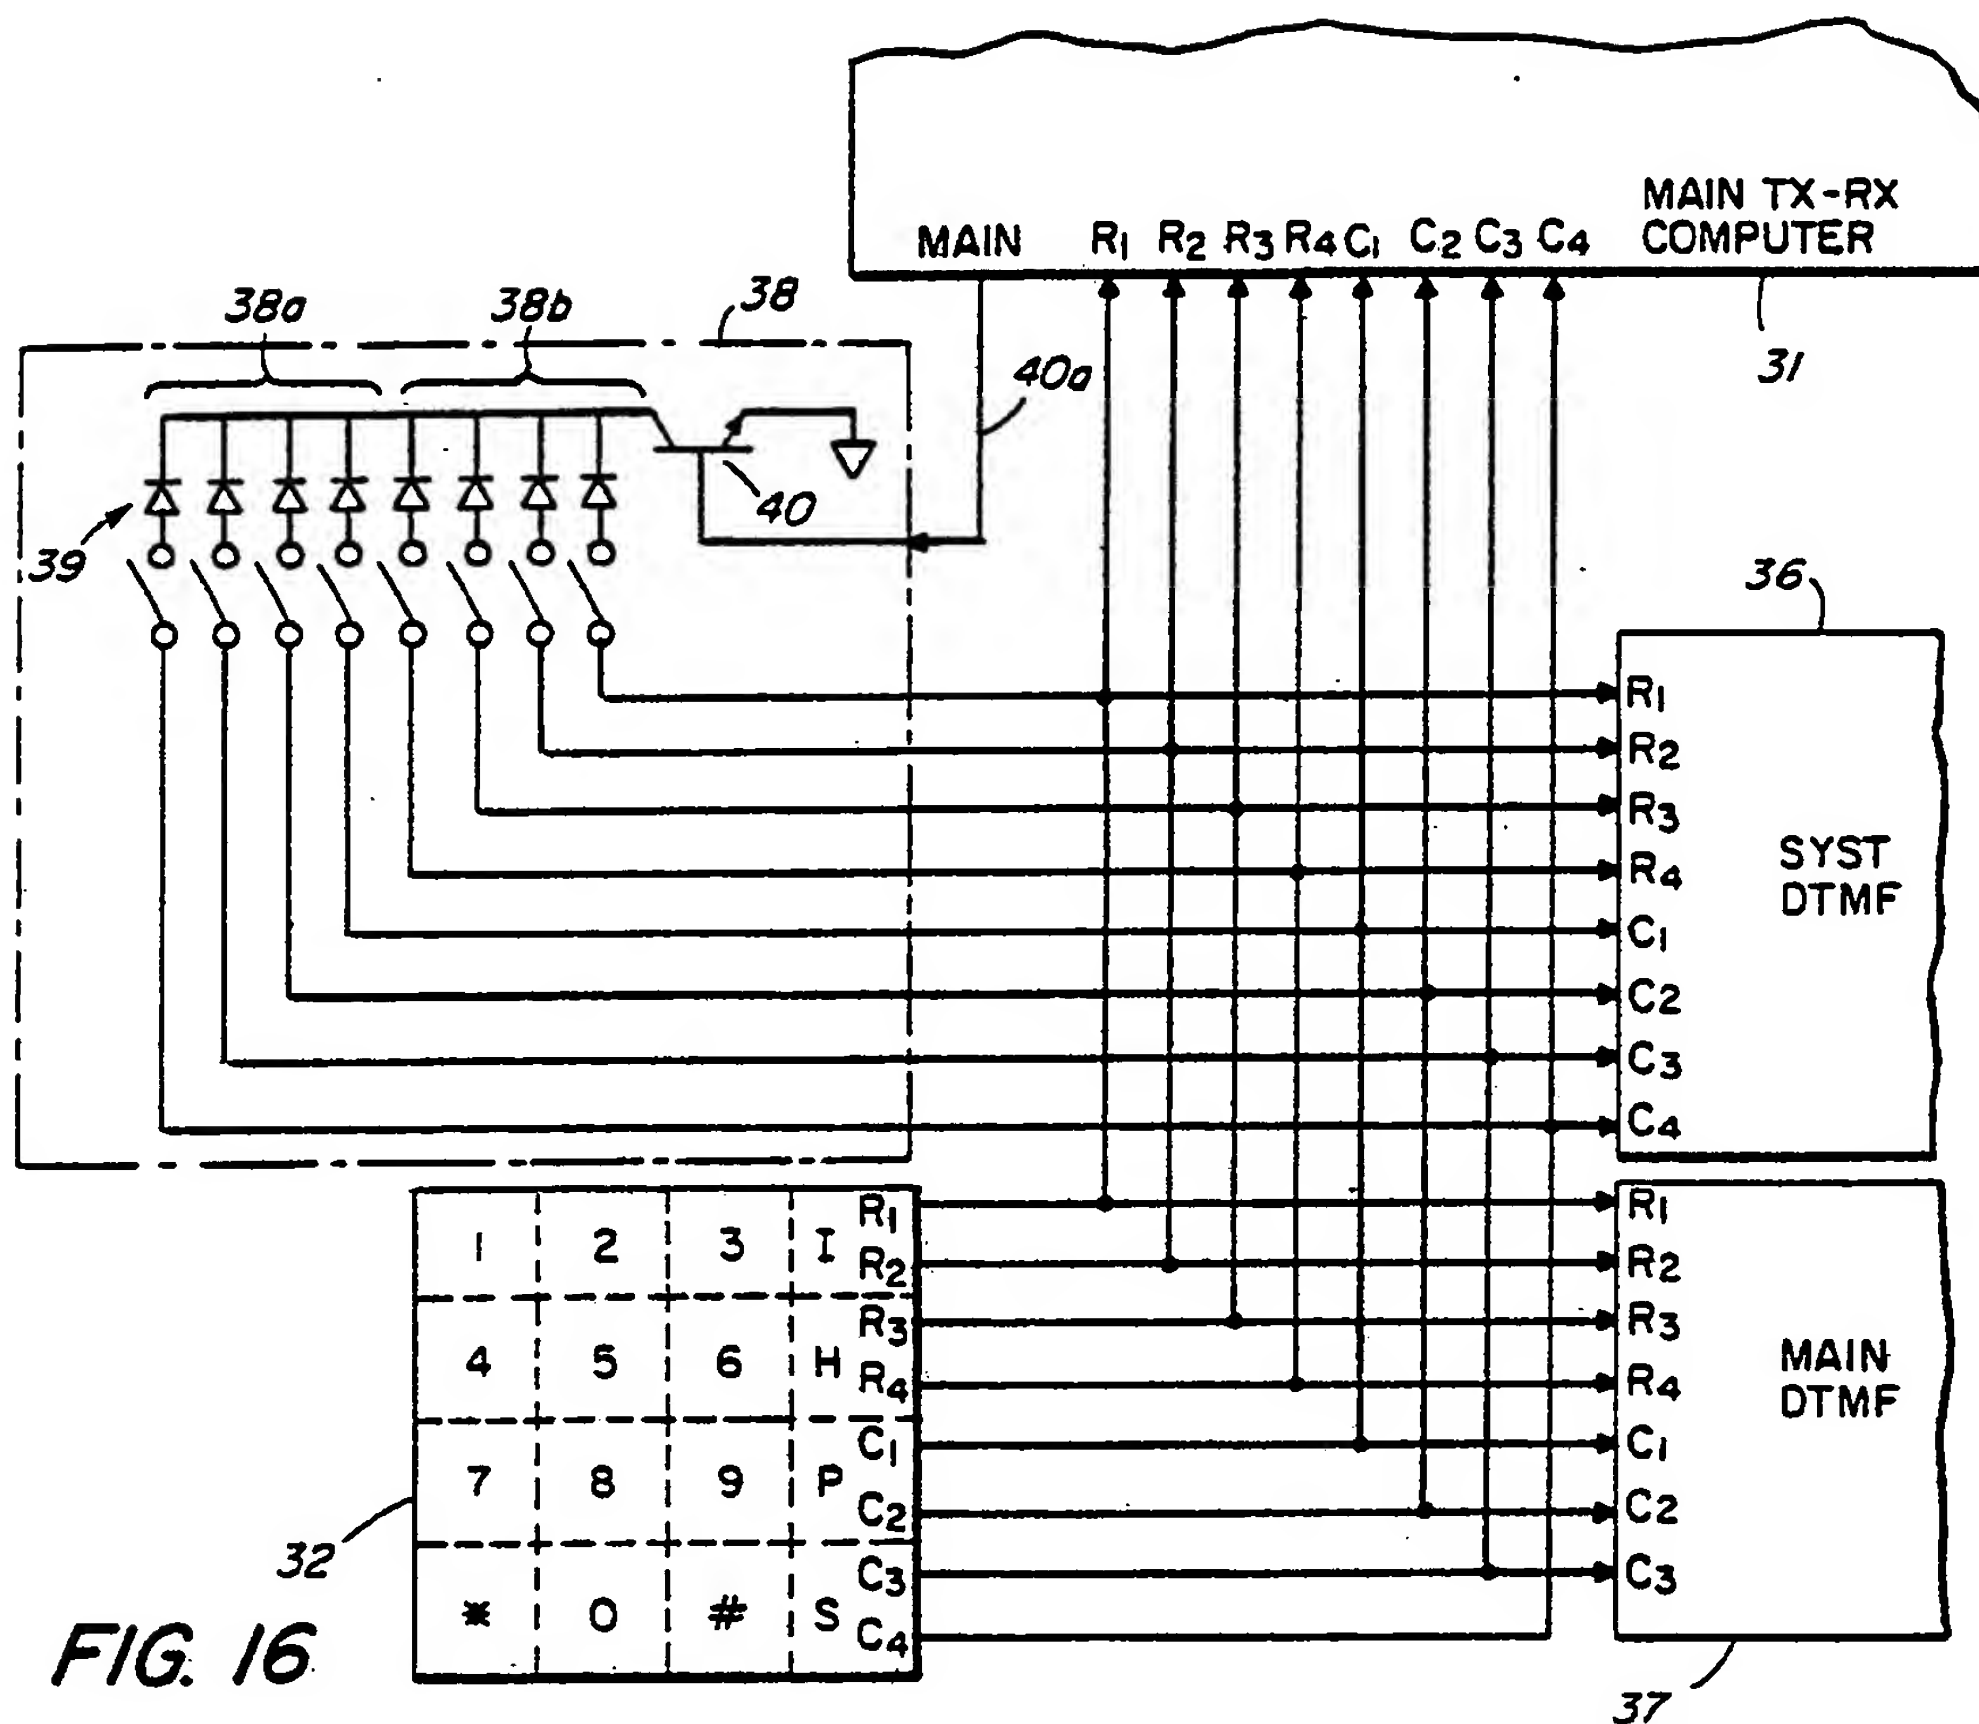 MAIN TX-RX
MAIN R1 R2 R3 R4 C1 C2 C3 C4 COMPUTER
38a 38b 38
40a 31
40
39
36
R1
R2
R3
R4
SYST
DTMF
C1
C2
C3
C4
1 2 3 I R1
R2
4 5 6 H R3
R4
7 8 9 P C1
C2
* 0 # S C3
C4
32
R1
R2
R3
R4
MAIN
DTMF
C1
C2
C3
37
FIG. 16